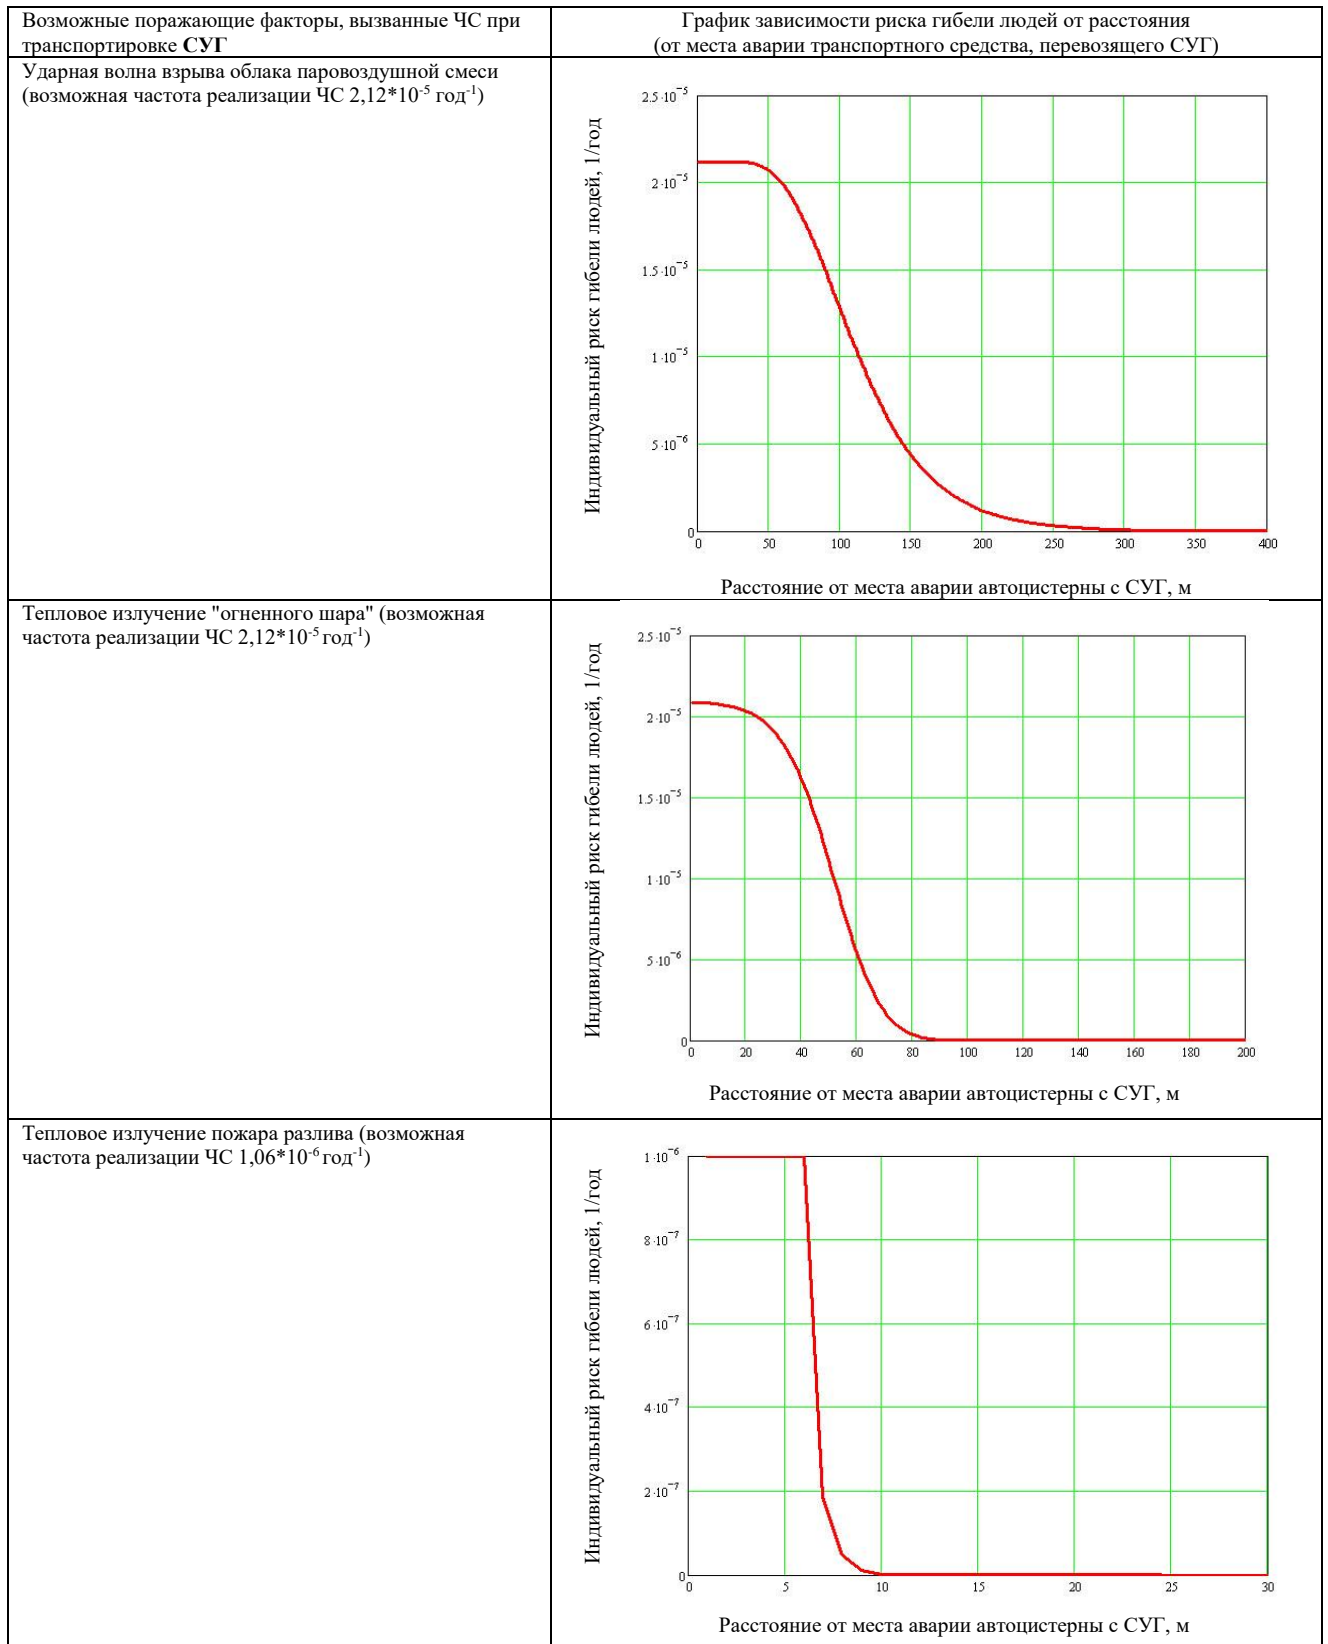 Возможные поражающие факторы, вызванные ЧС при
транспортировке СУГ
График зависимости риска гибели людей от расстояния
(от места аварии транспортного средства, перевозящего СУГ)
Ударная волна взрыва облака паровоздушной смеси
(возможная частота реализации ЧС 2,12*10-5 год-1)
Индивидуальный риск гибели людей, 1/год
2.5·10−5
2·10−5
1.5·10−5
1·10−5
5·10−6
0
0 50 100 150 200 250 300 350 400
Расстояние от места аварии автоцистерны с СУГ, м
Тепловое излучение "огненного шара" (возможная
частота реализации ЧС 2,12*10-5 год-1)
Индивидуальный риск гибели людей, 1/год
2.5·10−5
2·10−5
1.5·10−5
1·10−5
5·10−6
0
0 20 40 60 80 100 120 140 160 180 200
Расстояние от места аварии автоцистерны с СУГ, м
Тепловое излучение пожара разлива (возможная
частота реализации ЧС 1,06*10-6 год-1)
Индивидуальный риск гибели людей, 1/год
1·10−6
8·10−7
6·10−7
4·10−7
2·10−7
0
0 5 10 15 20 25 30
Расстояние от места аварии автоцистерны с СУГ, м